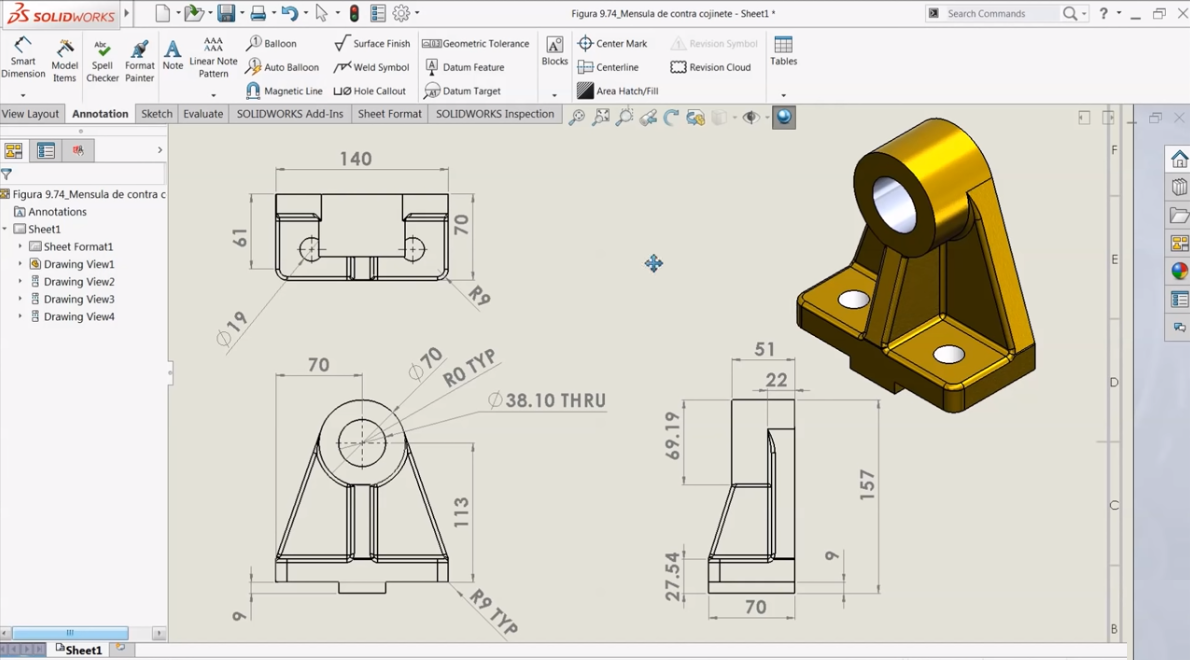 SOLIDWORKS
Figura 9.74_Mensula de contra cojinete - Sheet1 *
Search Commands
?
Smart Dimension
Model Items
Spell Checker
Format Painter
Note
Linear Note Pattern
Balloon
Auto Balloon
Magnetic Line
Surface Finish
Weld Symbol
Hole Callout
Geometric Tolerance
Datum Feature
Datum Target
Blocks
Center Mark
Centerline
Area Hatch/Fill
Revision Symbol
Revision Cloud
Tables
View Layout
Annotation
Sketch
Evaluate
SOLIDWORKS Add-Ins
Sheet Format
SOLIDWORKS Inspection
Figura 9.74_Mensula de contra c
Annotations
Sheet1
Sheet Format1
Drawing View1
Drawing View2
Drawing View3
Drawing View4
140
61
70
R9
∅19
70
∅70
R0 TYP
∅38.10 THRU
113
9
R9 TYP
51
22
69.19
157
27.54
9
70
F
E
D
C
B
Sheet1